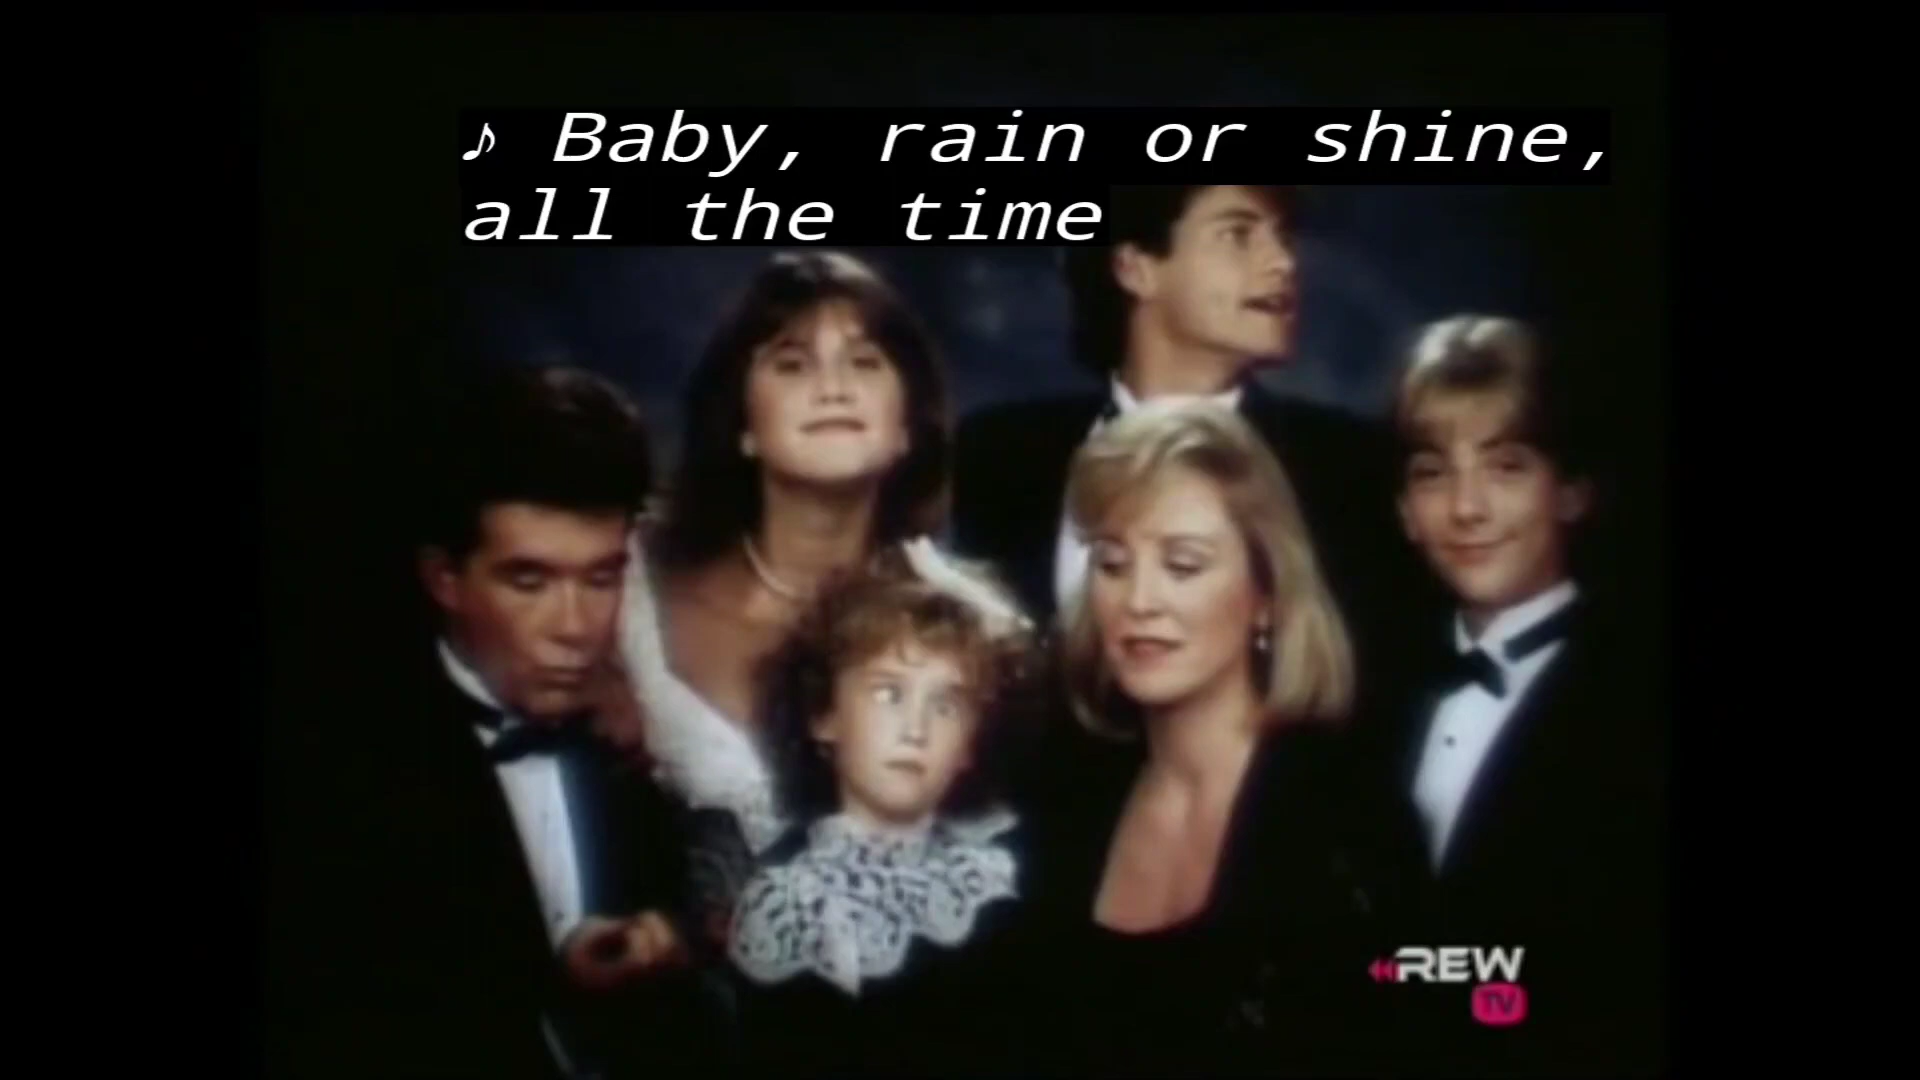 ♪ Baby, rain or shine,
all the time
REW
TV